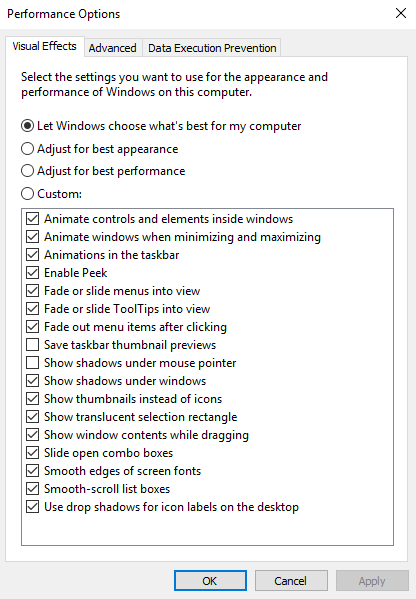 Performance Options
Visual Effects
Advanced
Data Execution Prevention
Select the settings you want to use for the appearance and
performance of Windows on this computer.
Let Windows choose what's best for my computer
Adjust for best appearance
Adjust for best performance
Custom:
Animate controls and elements inside windows
Animate windows when minimizing and maximizing
Animations in the taskbar
Enable Peek
Fade or slide menus into view
Fade or slide ToolTips into view
Fade out menu items after clicking
Save taskbar thumbnail previews
Show shadows under mouse pointer
Show shadows under windows
Show thumbnails instead of icons
Show translucent selection rectangle
Show window contents while dragging
Slide open combo boxes
Smooth edges of screen fonts
Smooth-scroll list boxes
Use drop shadows for icon labels on the desktop
OK
Cancel
Apply